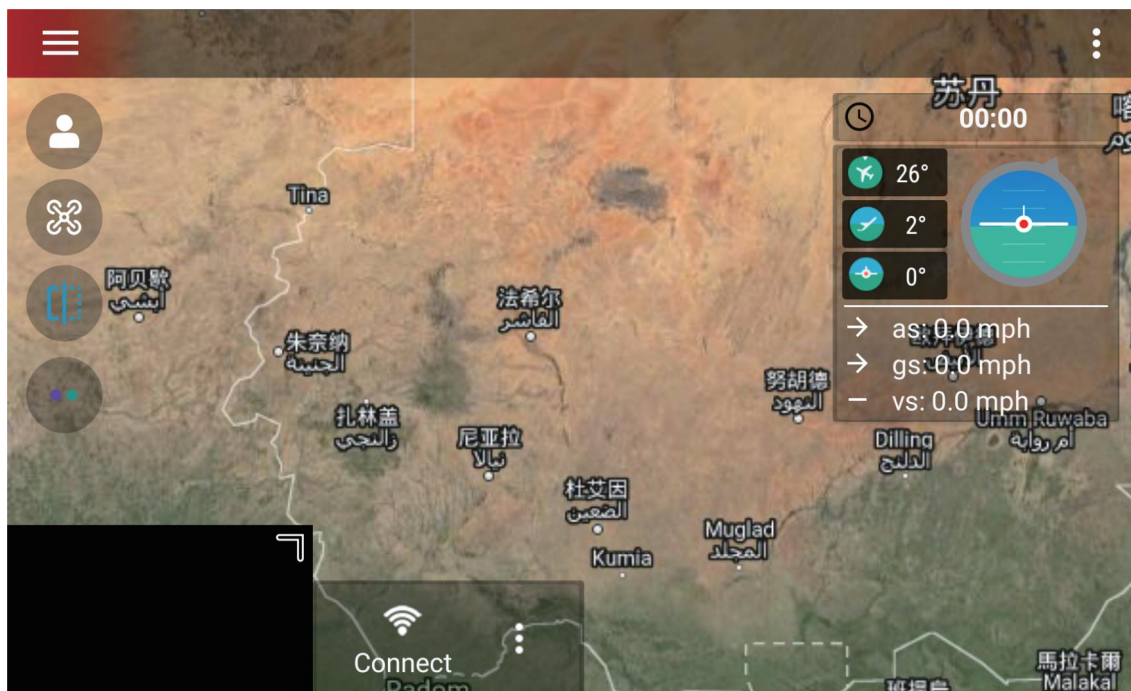 苏丹
00:00
26°
Tina
2°
0°
阿贝歇
أبشي
法希尔
الفاشر
as: 0.0 mph
朱奈纳
الجنينة
gs: 0.0 mph
努胡德
النهود
vs: 0.0 mph
扎林盖
زالنجي
Umm Ruwaba
أم روابة
尼亚拉
نيالا
Dilling
الدلنج
杜艾因
الضعين
Muglad
المجلد
Kumia
Connect
馬拉卡爾
Malakal
Radom